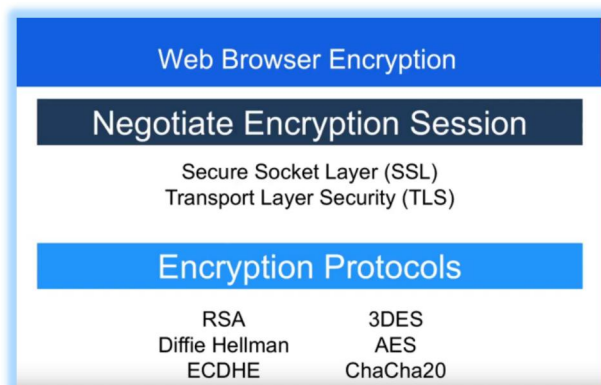 Web Browser Encryption
Negotiate Encryption Session
Secure Socket Layer (SSL)
Transport Layer Security (TLS)
Encryption Protocols
RSA 3DES
Diffie Hellman AES
ECDHE ChaCha20